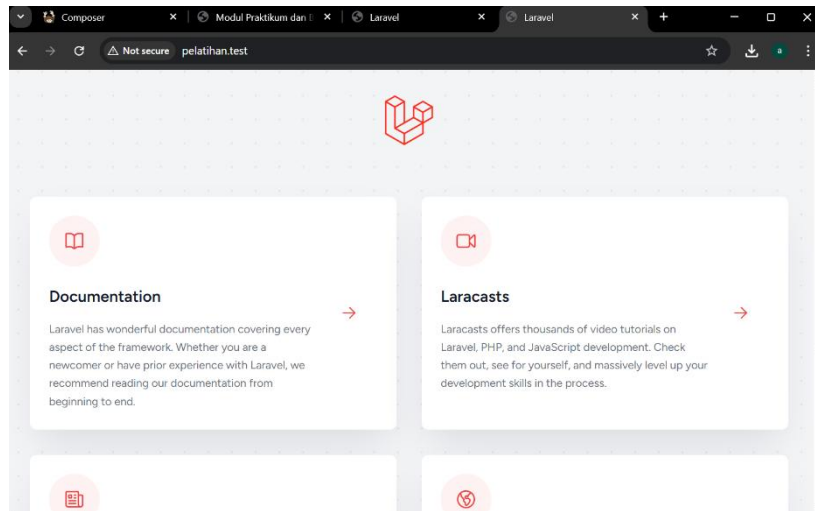 Composer
Modul Praktikum dan
Laravel
Laravel
Not secure
pelatihan.test
a
Documentation
Laravel has wonderful documentation covering every
aspect of the framework. Whether you are a
newcomer or have prior experience with Laravel, we
recommend reading our documentation from
beginning to end.
Laracasts
Laracasts offers thousands of video tutorials on
Laravel, PHP, and JavaScript development. Check
them out, see for yourself, and massively level up your
development skills in the process.